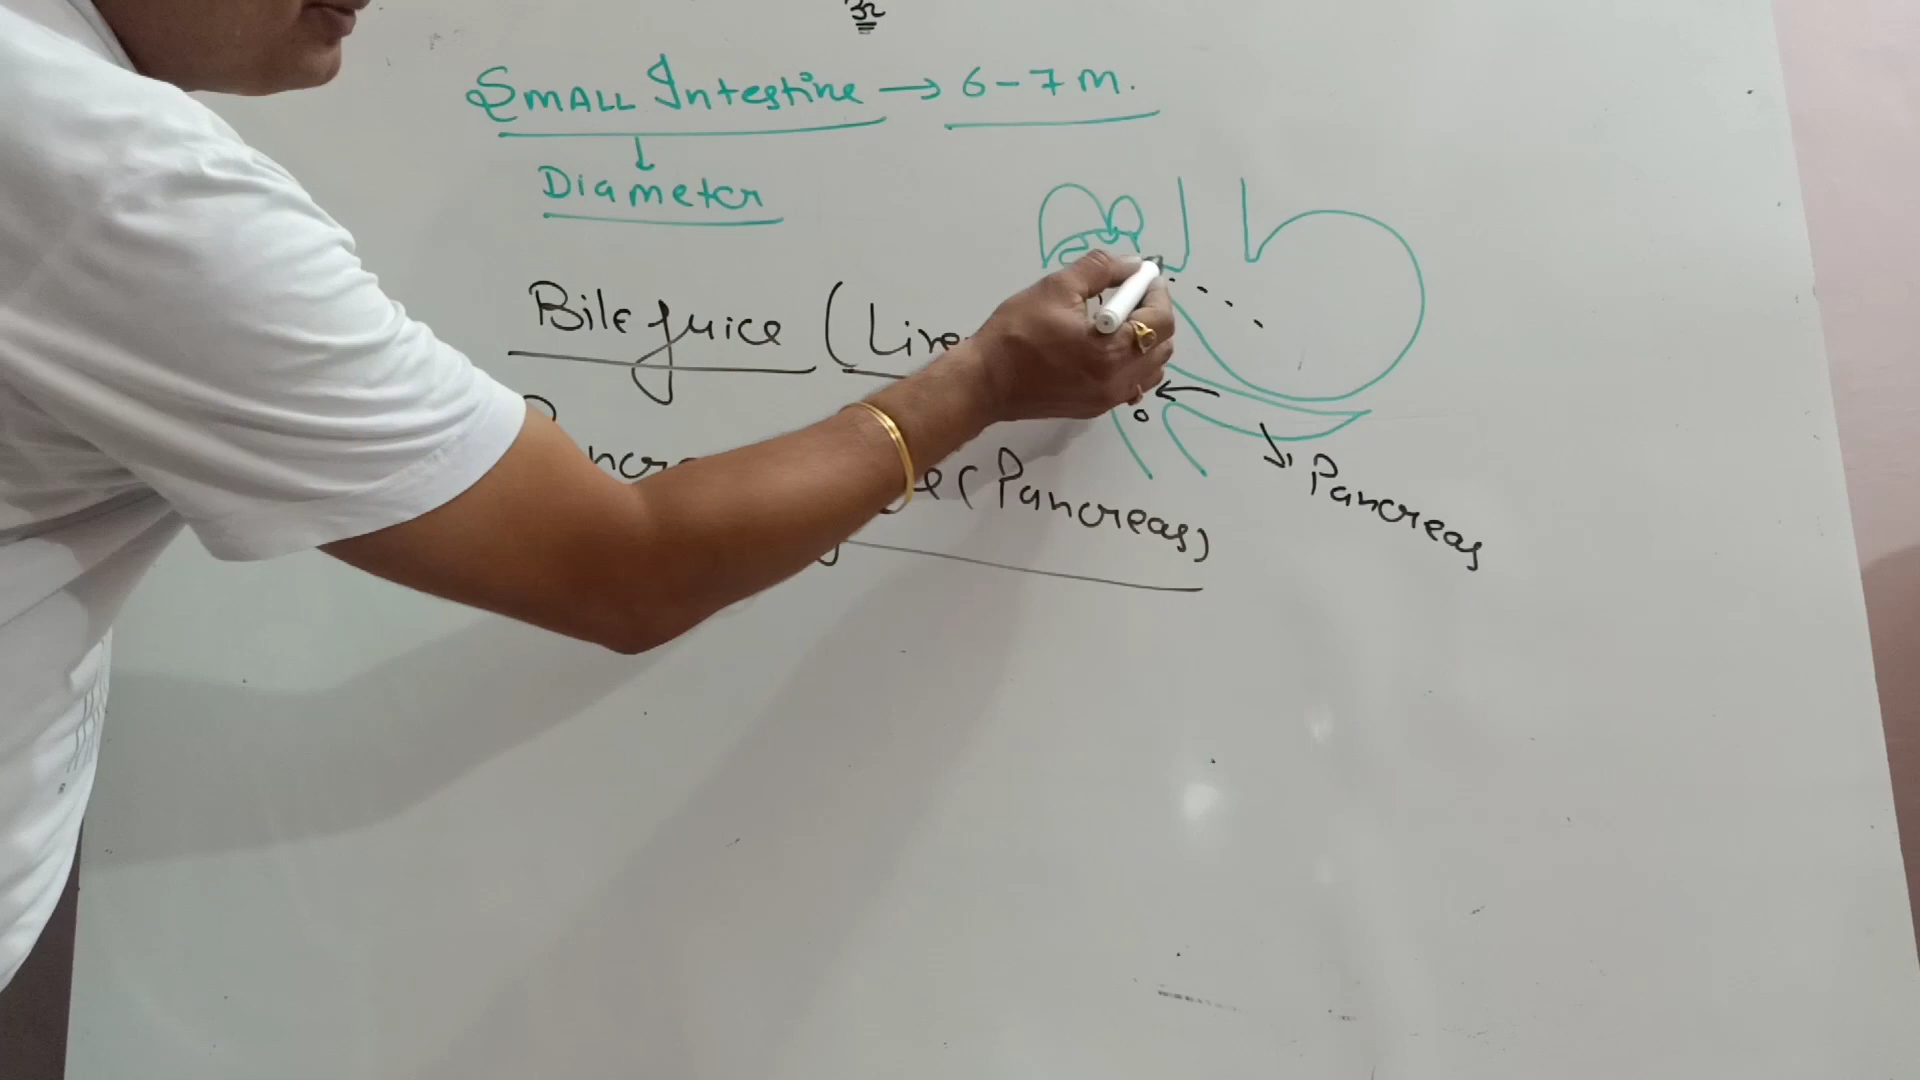 Small Intestine → 6-7 m.
↓
Diameter
Bile Juice (Live
(Pancreas)
Pancreas